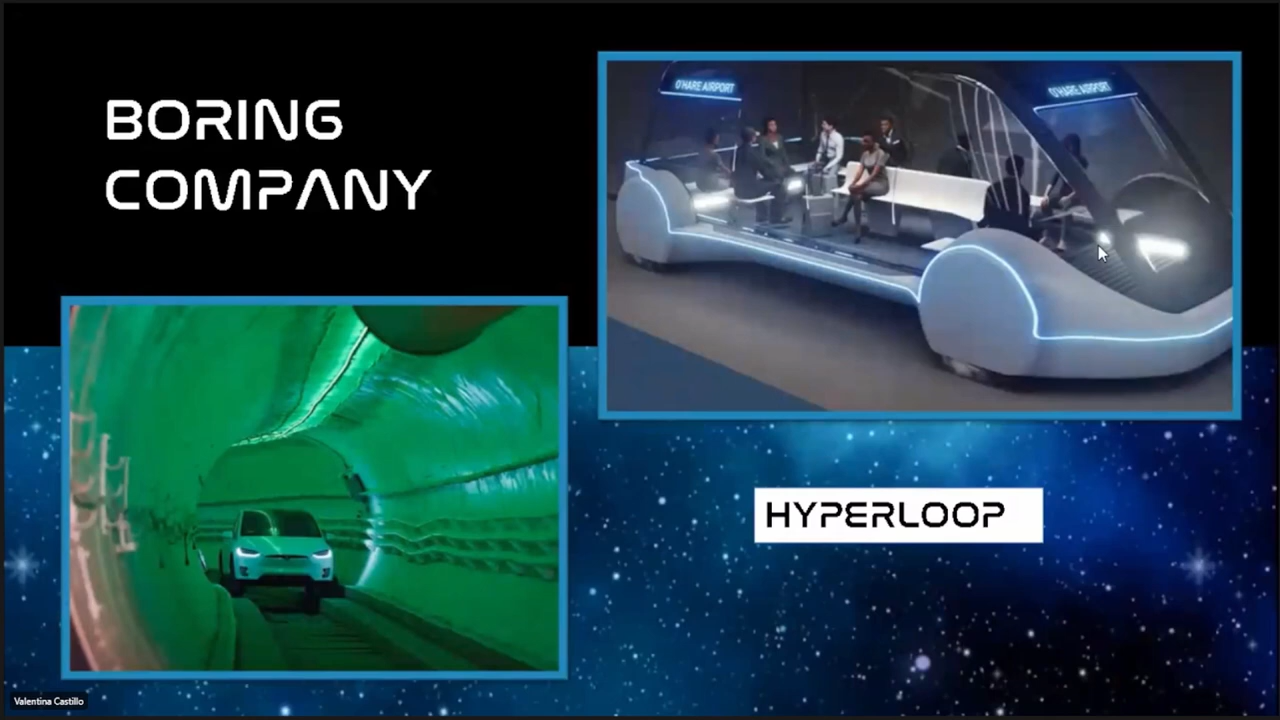 BORING
COMPANY
O'HARE AIRPORT
O'HARE AIRPORT
HYPERLOOP
Valentina Castillo